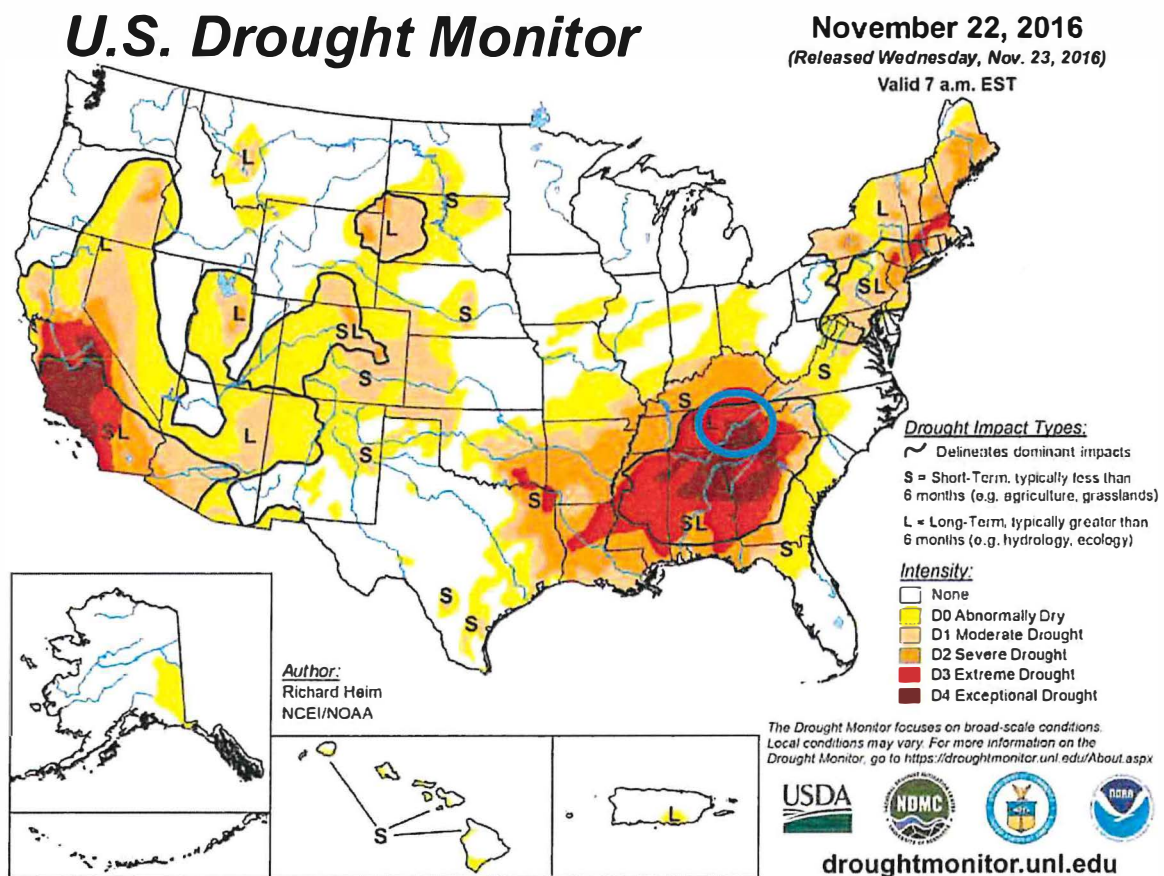 U.S. Drought Monitor
November 22, 2016
(Released Wednesday, Nov. 23, 2016)
Valid 7 a.m. EST
L
S
L
L
L
SL
L
S
SL
S
S
S
SL
L
S
S
L
S
SL
S
S
S
Drought Impact Types:
Delineates dominant impacts
S = Short-Term, typically less than
6 months (e.g. agriculture, grasslands)
L = Long-Term, typically greater than
6 months (e.g. hydrology, ecology)
Intensity:
None
D0 Abnormally Dry
D1 Moderate Drought
D2 Severe Drought
D3 Extreme Drought
D4 Exceptional Drought
Author:
Richard Heim
NCEI/NOAA
S
L
The Drought Monitor focuses on broad-scale conditions.
Local conditions may vary. For more information on the
Drought Monitor, go to https://droughtmonitor.unl.edu/About.aspx
USDA
NDMC
NOAA
droughtmonitor.unl.edu